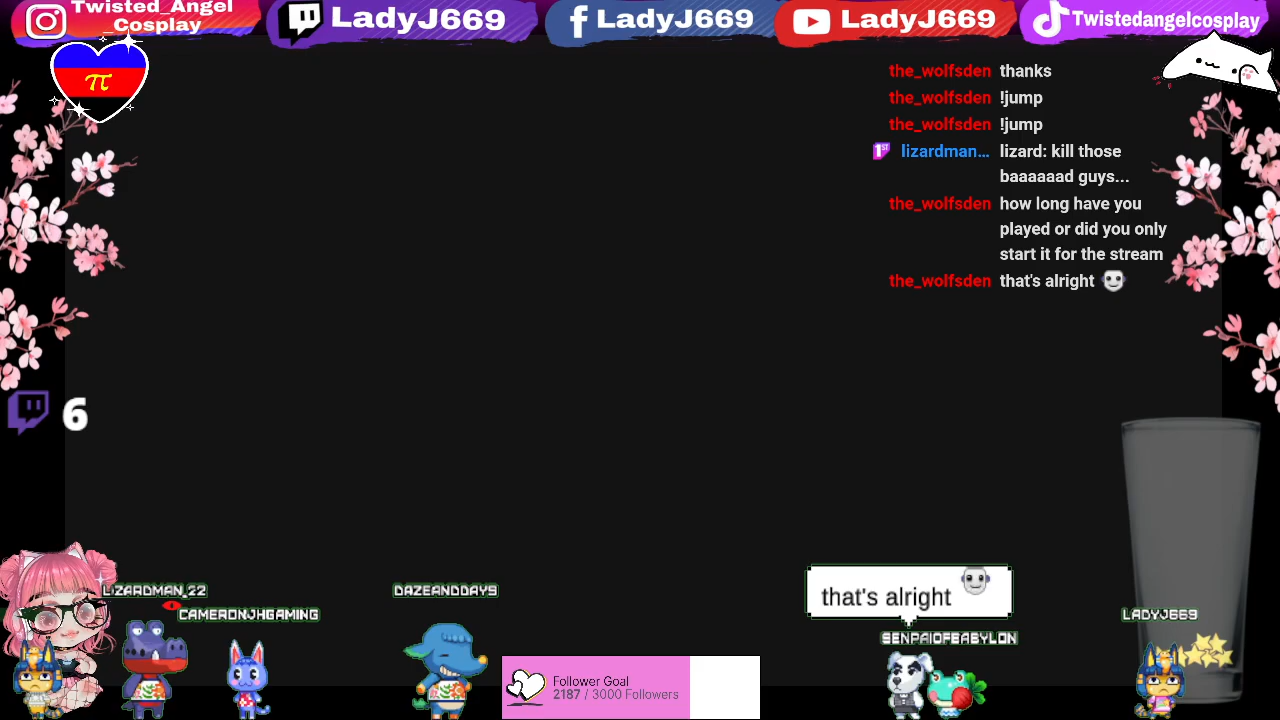 Twisted_Angel
_Cosplay
LadyJ669
LadyJ669
LadyJ669
Twistedangelcosplay
π
the_wolfsden thanks
the_wolfsden !jump
the_wolfsden !jump
1ST lizardman... lizard: kill those
baaaaaad guys...
the_wolfsden how long have you
played or did you only
start it for the stream
the_wolfsden that's alright
6
LIZARDMAN_22
CAMERONJHGAMING
DAZEANDDAYS
that's alright
SENPAIOFBABYLON
LADYJ669
Follower Goal
2187 / 3000 Followers